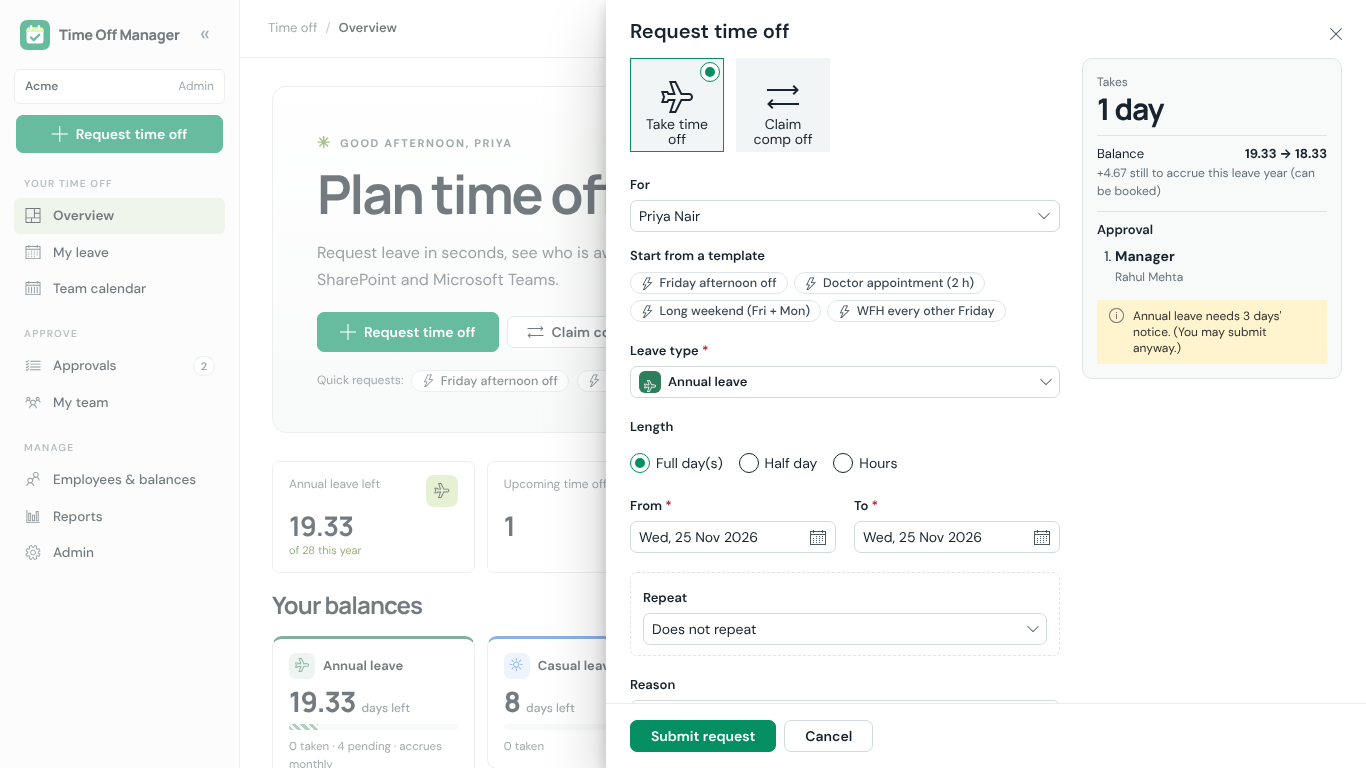 Time Off Manager
Acme
Admin
Request time off
YOUR TIME OFF
Overview
My leave
Team calendar
APPROVE
Approvals
2
My team
MANAGE
Employees & balances
Reports
Admin
Time off / Overview
GOOD AFTERNOON, PRIYA
Plan time of
Request leave in seconds, see who is
SharePoint and Microsoft Teams.
Request time off
Claim
Quick requests:
Friday afternoon off
Annual leave left
19.33
of 28 this year
Upcoming time off
1
Your balances
Annual leave
19.33 days left
0 taken · 4 pending · accrues
monthly
Casual
8 days left
0 taken
Request time off
Take time
off
Claim
comp off
For
Priya Nair
Start from a template
Friday afternoon off
Doctor appointment (2 h)
Long weekend (Fri + Mon)
WFH every other Friday
Leave type *
Annual leave
Length
Full day(s)
Half day
Hours
From *
To *
Wed, 25 Nov 2026
Wed, 25 Nov 2026
Repeat
Does not repeat
Reason
Submit request
Cancel
Takes
1 day
Balance
19.33 → 18.33
+4.67 still to accrue this leave year (can
be booked)
Approval
1. Manager
Rahul Mehta
Annual leave needs 3 days'
notice. (You may submit
anyway.)